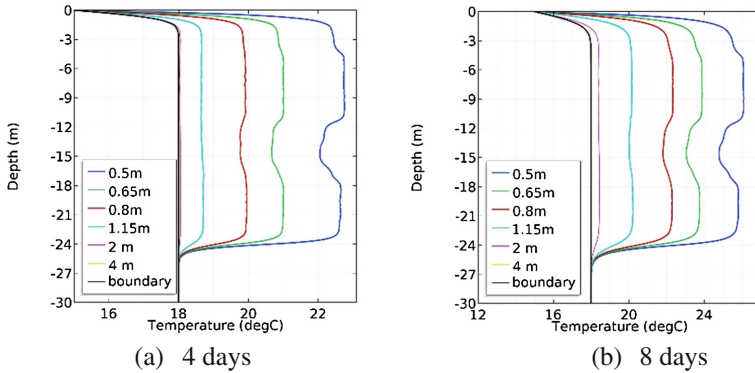 0
-3
-6
-9
-12
-15
-18
-21
-24
-27
-30
Depth (m)
0.5m
0.65m
0.8m
1.15m
2 m
4 m
boundary
16 18 20 22
Temperature (degC)
(a) 4 days
0
-3
-6
-9
-12
-15
-18
-21
-24
-27
-30
Depth (m)
0.5m
0.65m
0.8m
1.15m
2 m
4 m
boundary
12 16 20 24
Temperature (degC)
(b) 8 days